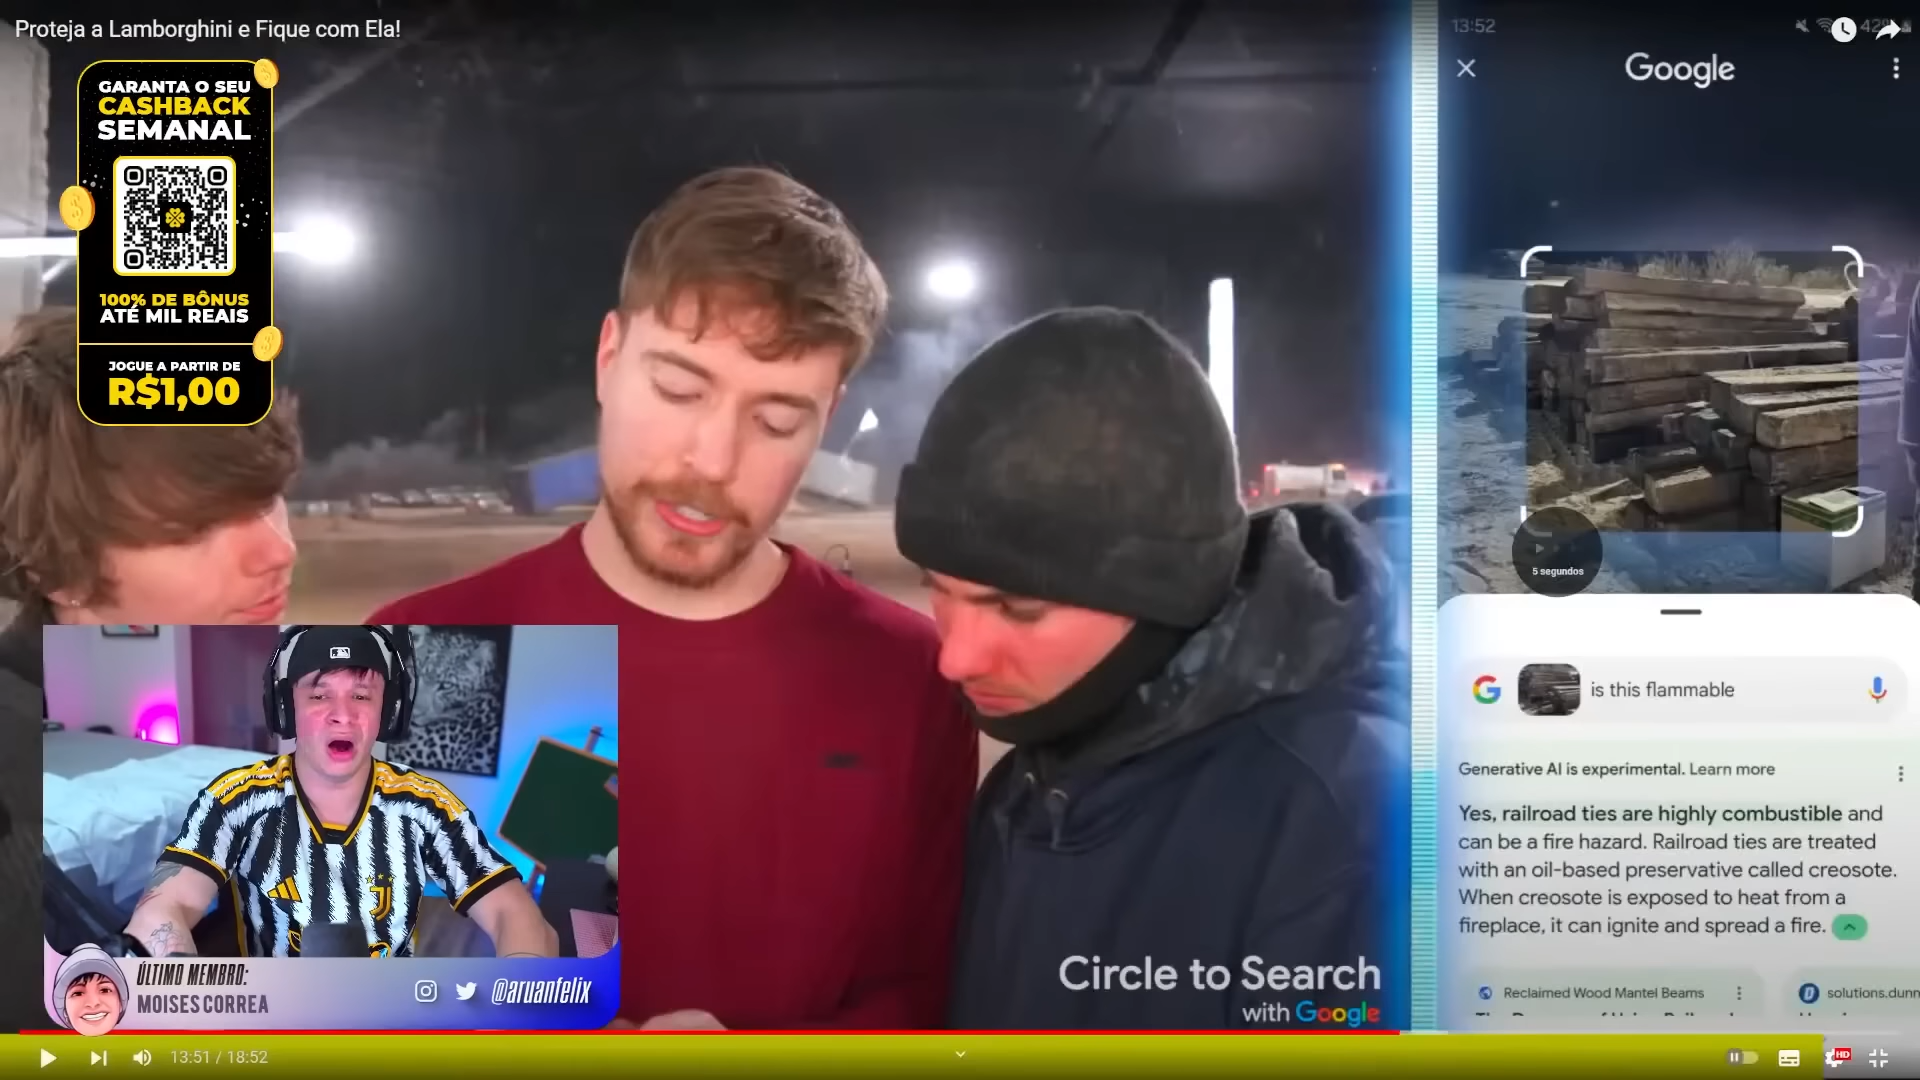 Proteja a Lamborghini e Fique com Ela!
GARANTA O SEU
CASHBACK
SEMANAL
100% DE BÔNUS
ATÉ MIL REAIS
JOGUE A PARTIR DE
R$1,00
13:52
42%
Google
5 segundos
is this flammable
Generative AI is experimental. Learn more
Yes, railroad ties are highly combustible and
can be a fire hazard. Railroad ties are treated
with an oil-based preservative called creosote.
When creosote is exposed to heat from a
fireplace, it can ignite and spread a fire.
Reclaimed Wood Mantel Beams
solutions.dunn
Circle to Search
with Google
ÚLTIMO MEMBRO:
MOISES CORREA
@aruanfelix
13:51 / 18:52
HD